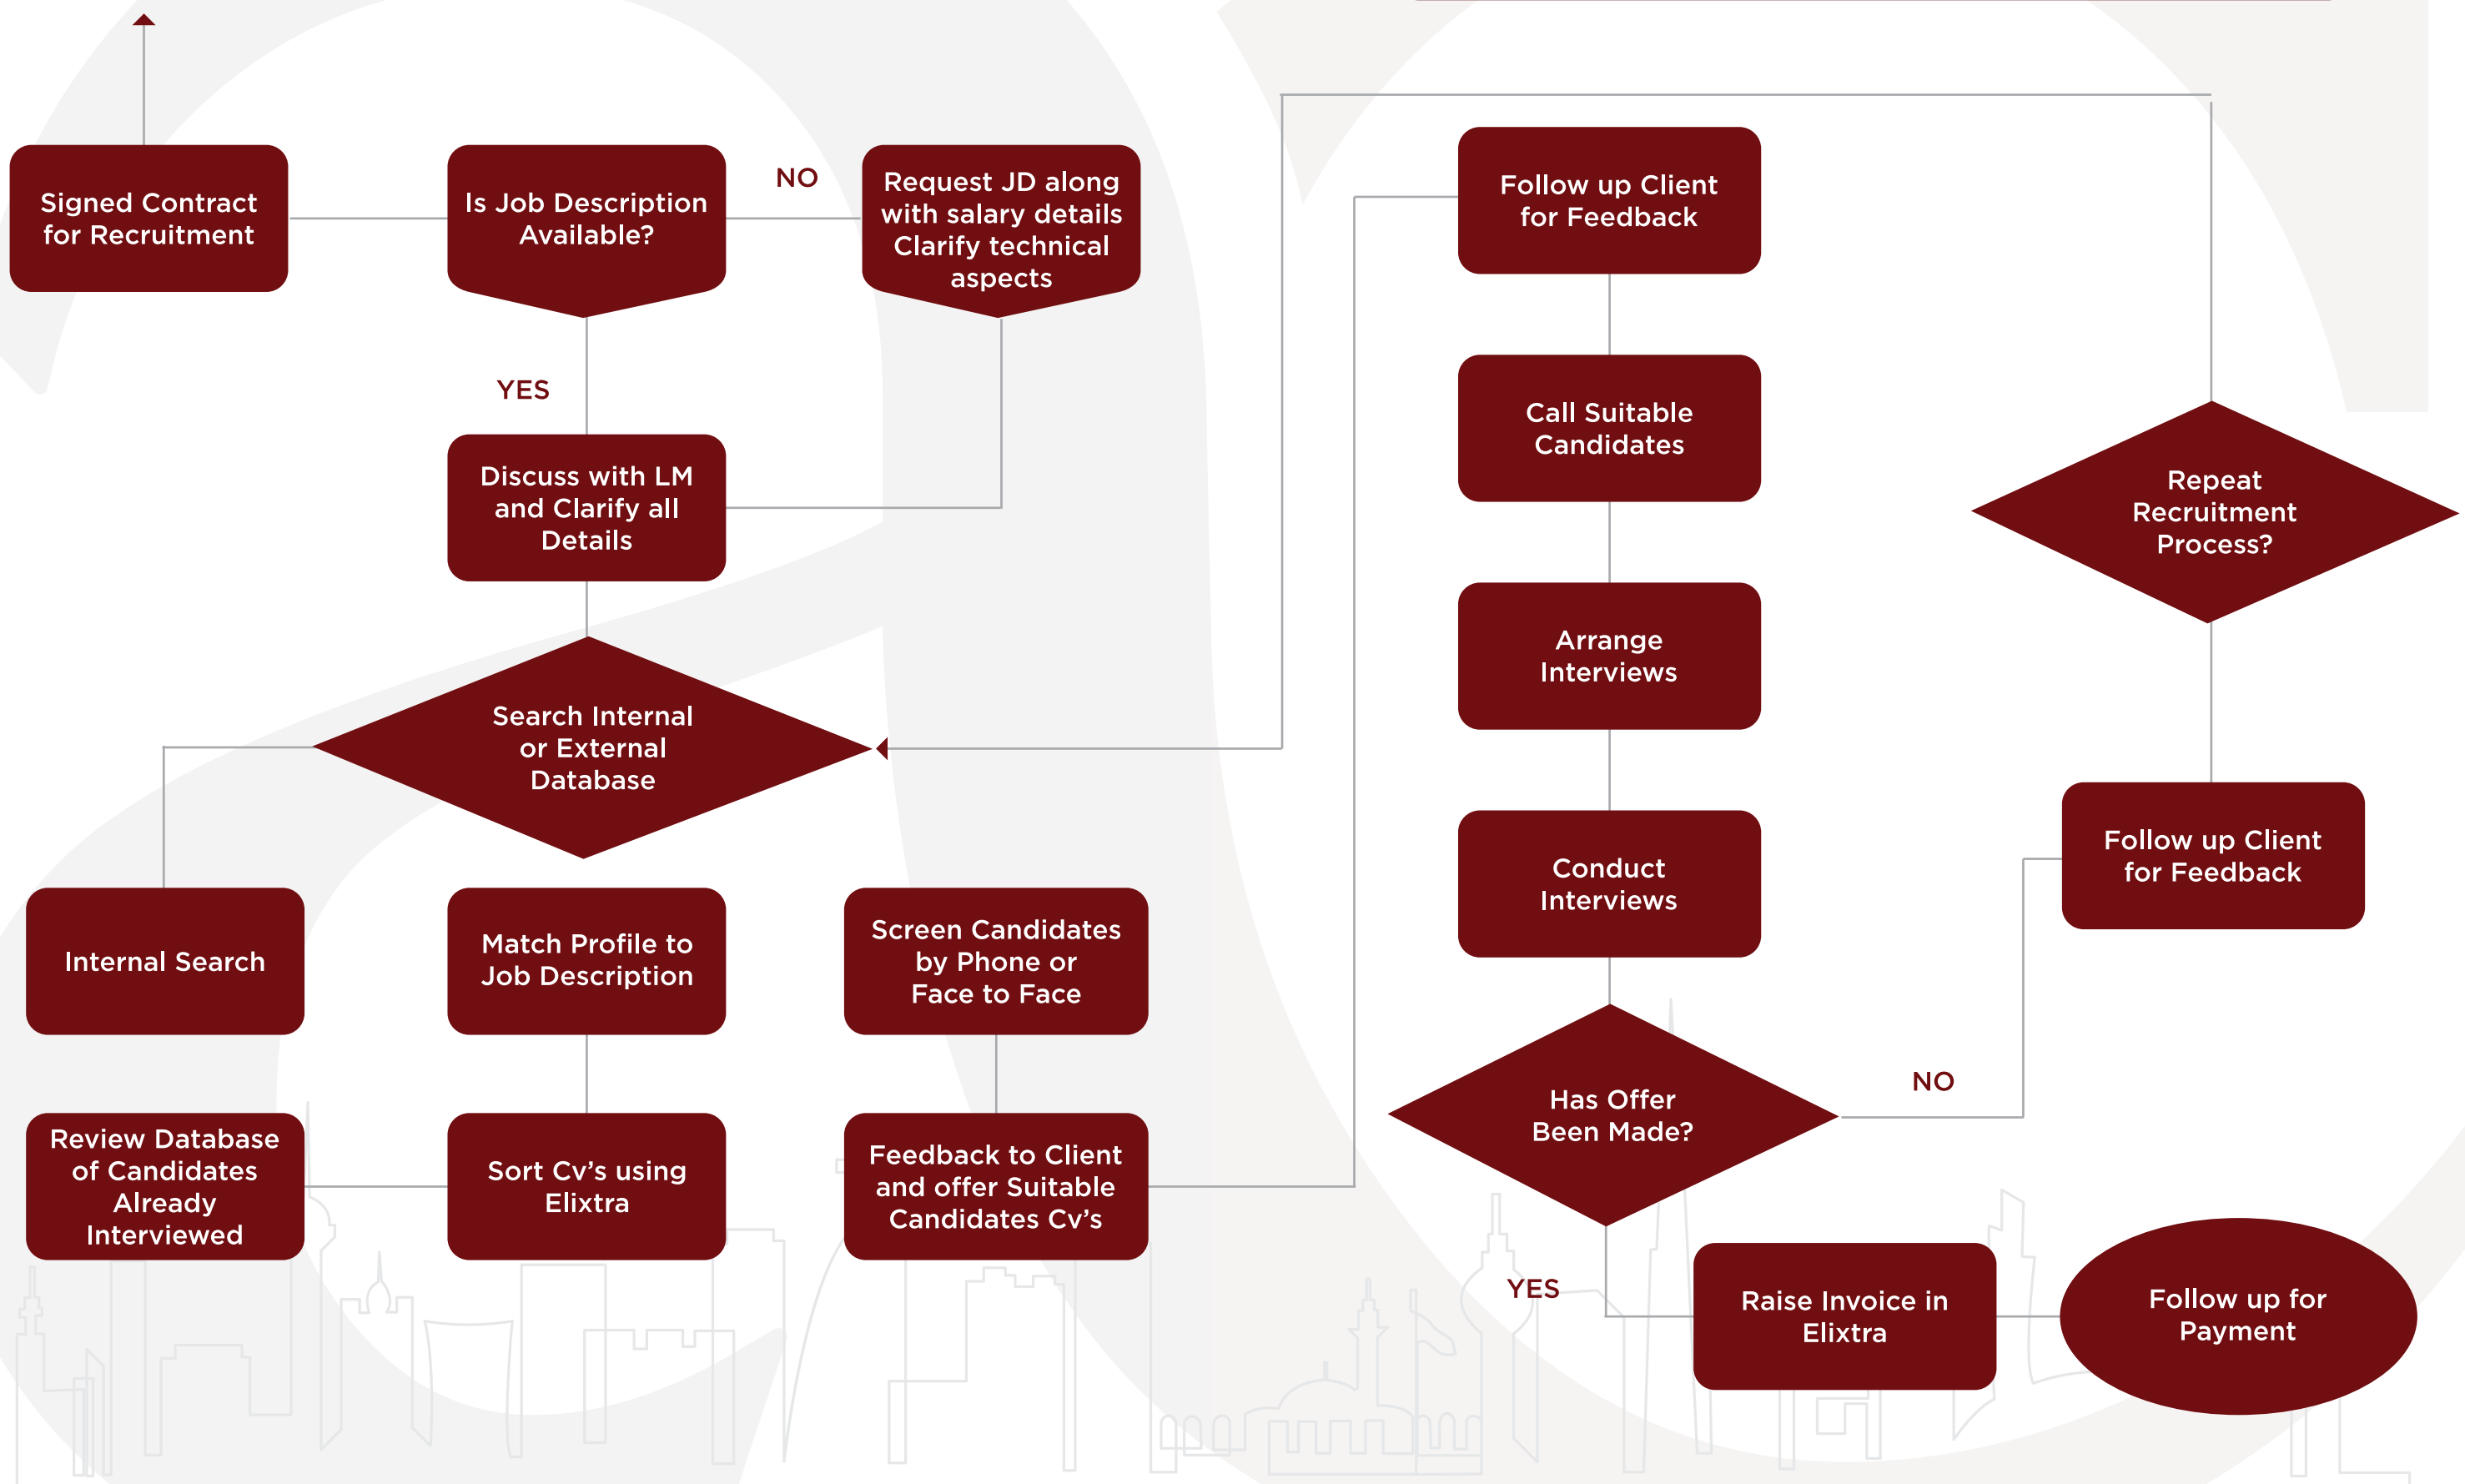 Signed Contract
for Recruitment
Is Job Description
Available?
NO
Request JD along
with salary details
Clarify technical
aspects
YES
Discuss with LM
and Clarify all
Details
Search Internal
or External
Database
Internal Search
Match Profile to
Job Description
Screen Candidates
by Phone or
Face to Face
Review Database
of Candidates
Already
Interviewed
Sort Cv's using
Elixtra
Feedback to Client
and offer Suitable
Candidates Cv's
Follow up Client
for Feedback
Call Suitable
Candidates
Arrange
Interviews
Conduct
Interviews
Has Offer
Been Made?
NO
YES
Repeat
Recruitment
Process?
Follow up Client
for Feedback
Raise Invoice in
Elixtra
Follow up for
Payment